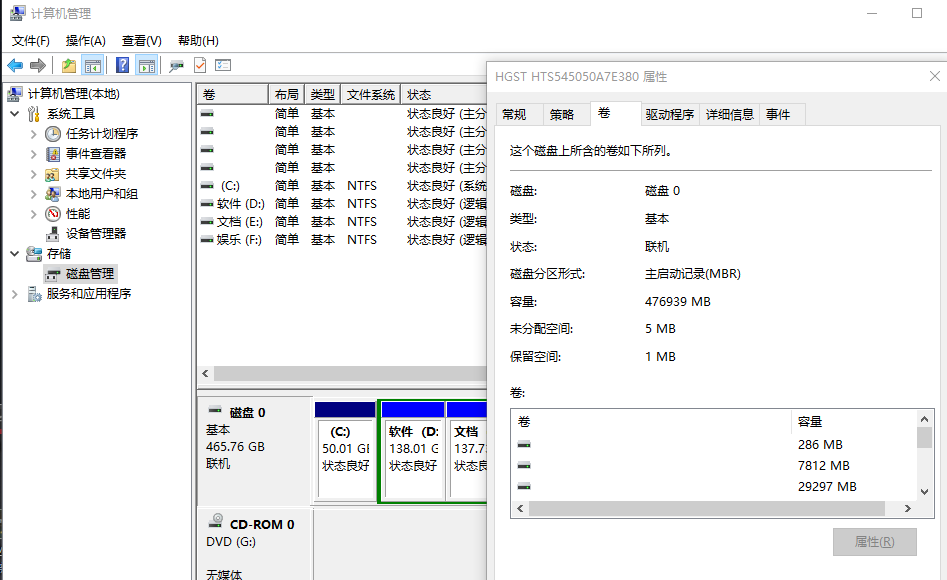 计算机管理
文件(F) 操作(A) 查看(V) 帮助(H)
计算机管理(本地)
系统工具
任务计划程序
事件查看器
共享文件夹
本地用户和组
性能
设备管理器
存储
磁盘管理
服务和应用程序
卷 布局 类型 文件系统 状态
简单 基本 状态良好 (主分
简单 基本 状态良好 (主分
简单 基本 状态良好 (主分
简单 基本 状态良好 (主分
(C:) 简单 基本 NTFS 状态良好 (系统
软件 (D:) 简单 基本 NTFS 状态良好 (逻辑
文档 (E:) 简单 基本 NTFS 状态良好 (逻辑
娱乐 (F:) 简单 基本 NTFS 状态良好 (逻辑
磁盘 0
基本
465.76 GB
联机
(C:)
50.01 GB
状态良好
软件 (D:
138.01 G
状态良好
文档
137.7
状态良
CD-ROM 0
DVD (G:)
无媒体
HGST HTS545050A7E380 属性
常规 策略 卷 驱动程序 详细信息 事件
这个磁盘上所含的卷如下所列。
磁盘: 磁盘 0
类型: 基本
状态: 联机
磁盘分区形式: 主启动记录(MBR)
容量: 476939 MB
未分配空间: 5 MB
保留空间: 1 MB
卷:
卷 容量
286 MB
7812 MB
29297 MB
属性(R)